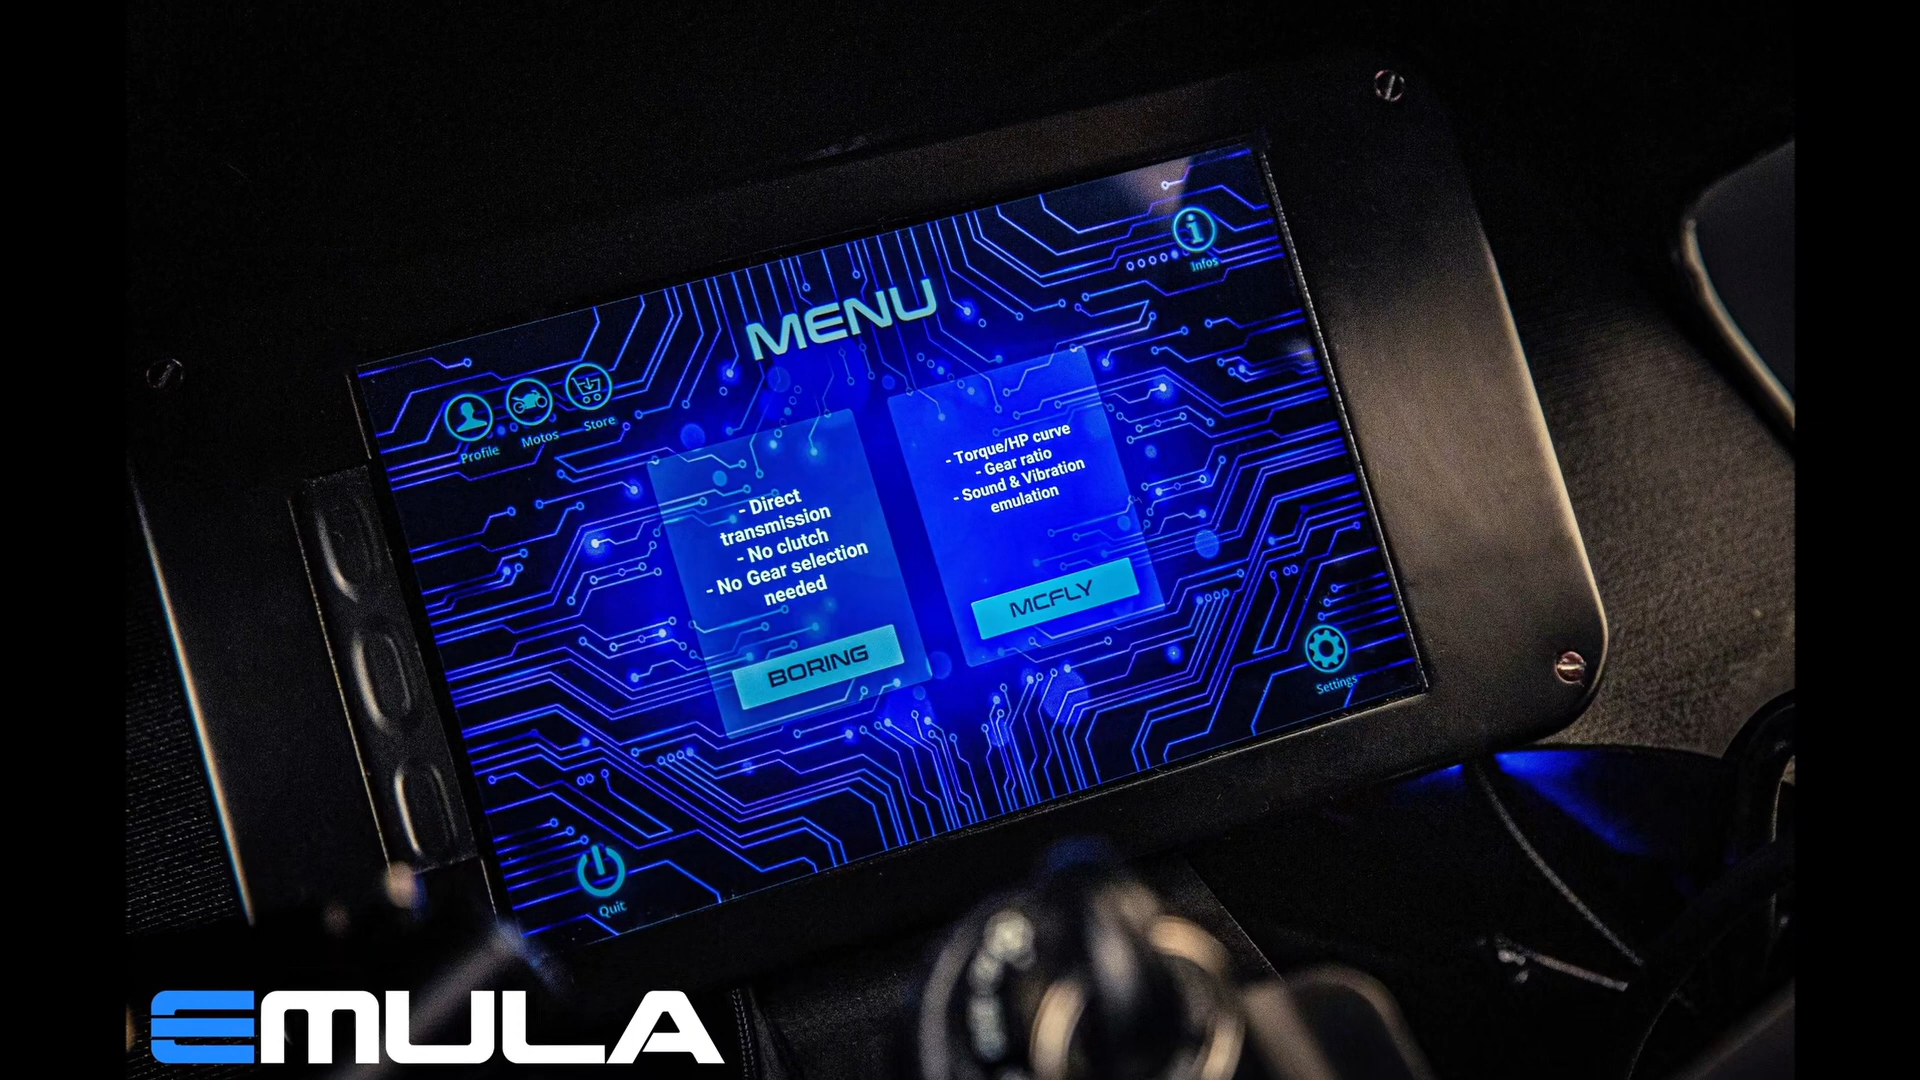 MENU
Infos
Profile
Motos
Store
- Direct
transmission
- No clutch
- No Gear selection
needed
BORING
- Torque/HP curve
- Gear ratio
- Sound & Vibration
emulation
MCFLY
Settings
Quit
EMULA